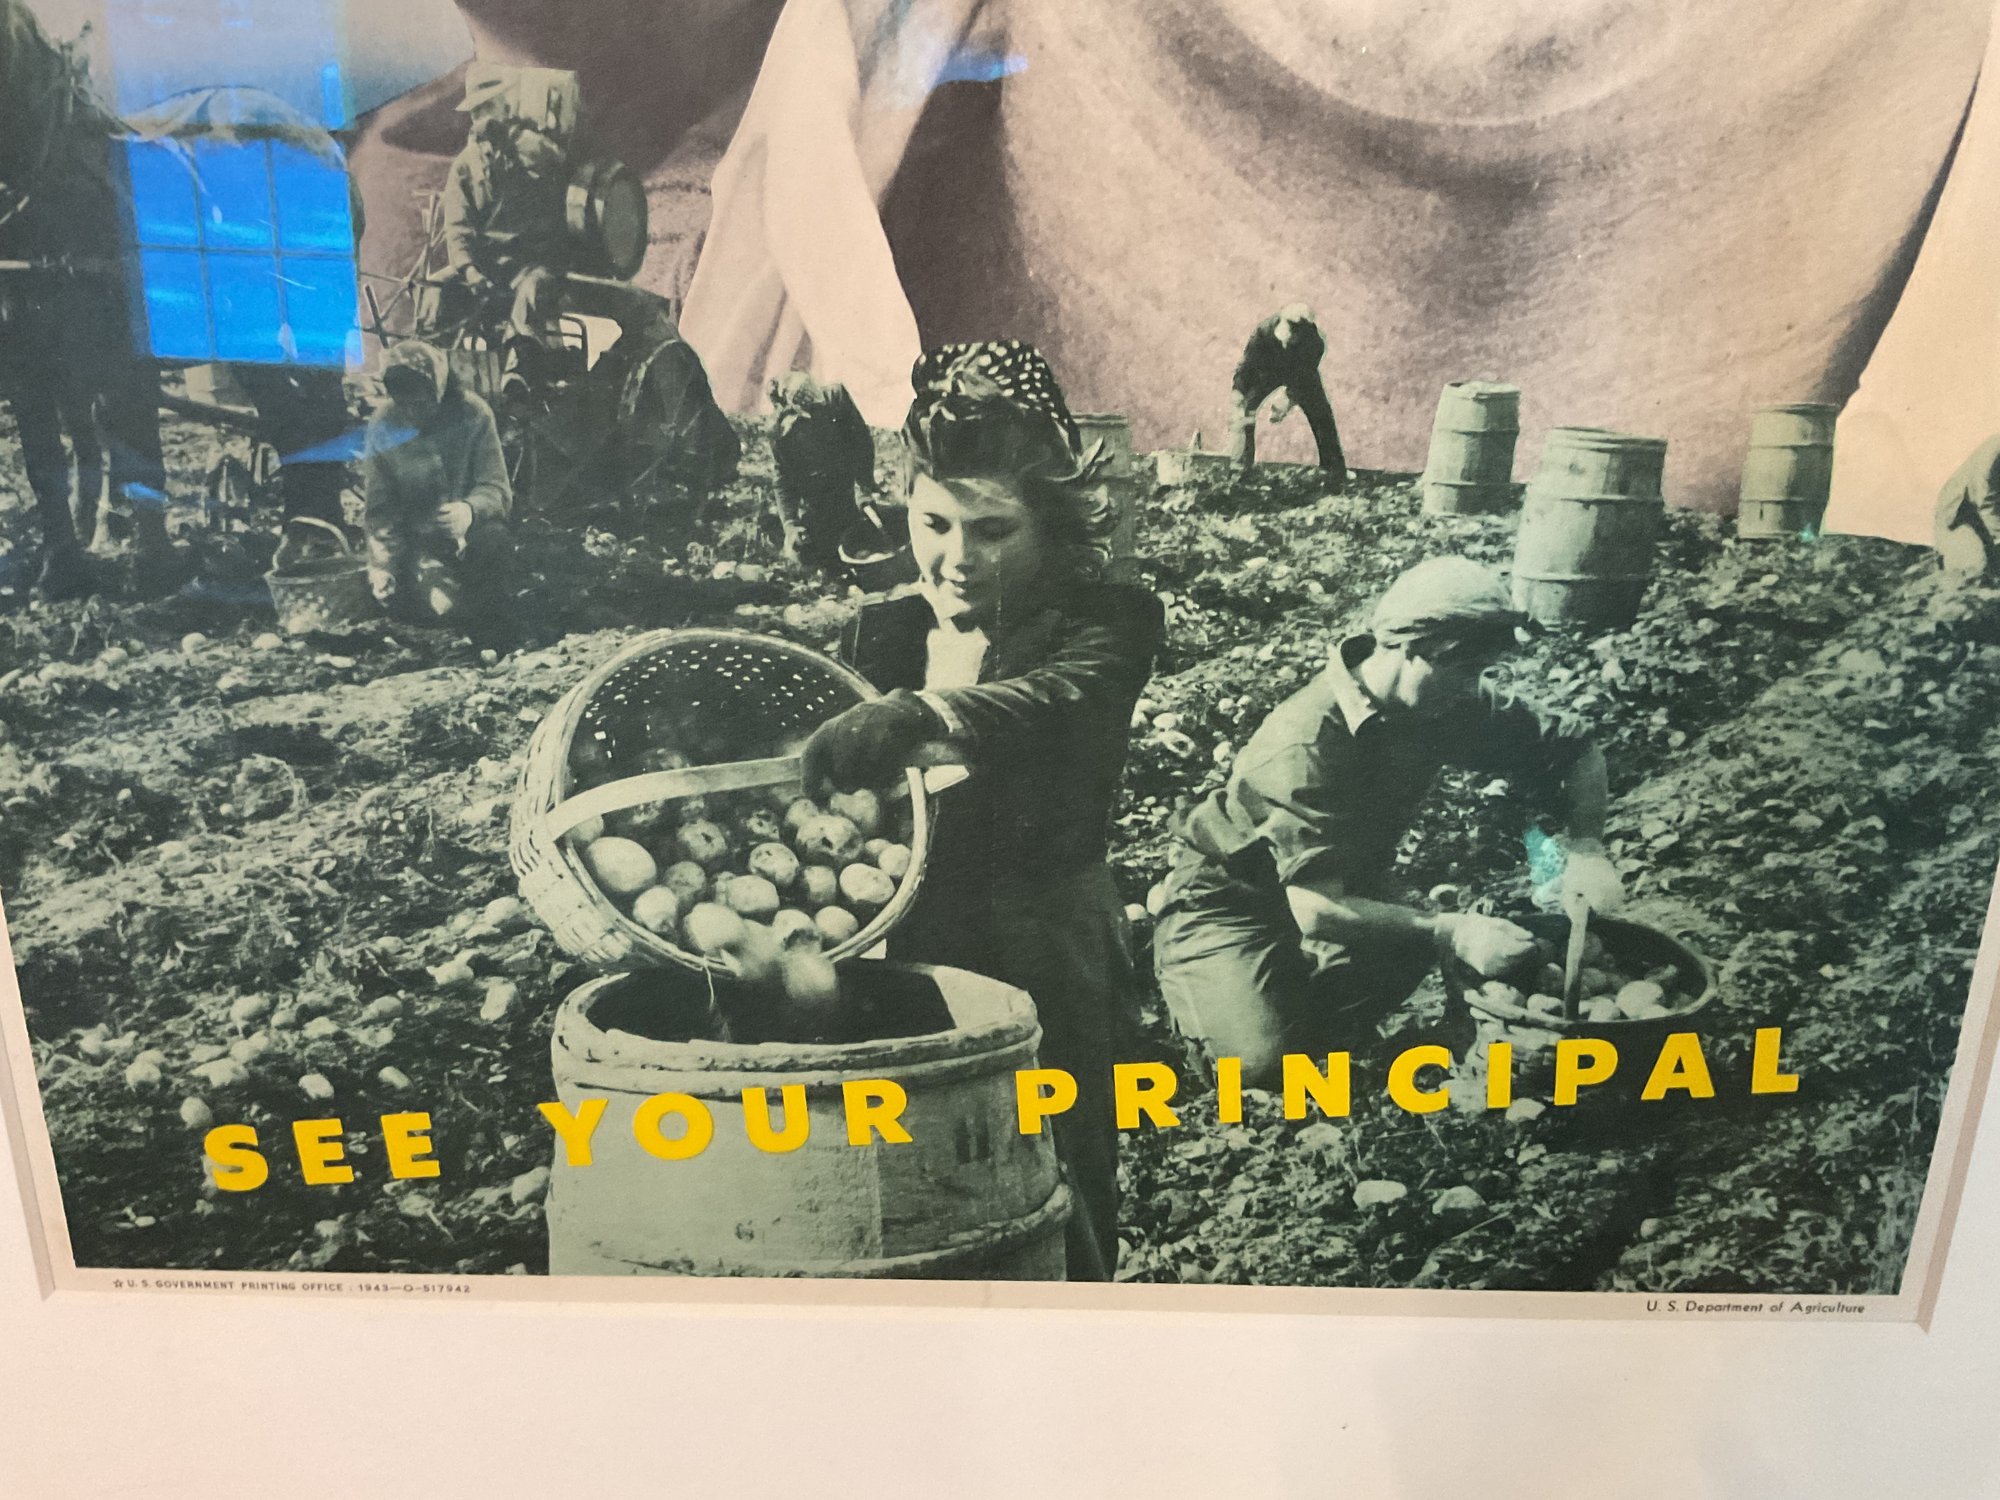 SEE YOUR PRINCIPAL
☆ U. S. GOVERNMENT PRINTING OFFICE : 1943—O—517942
U. S. Department of Agriculture